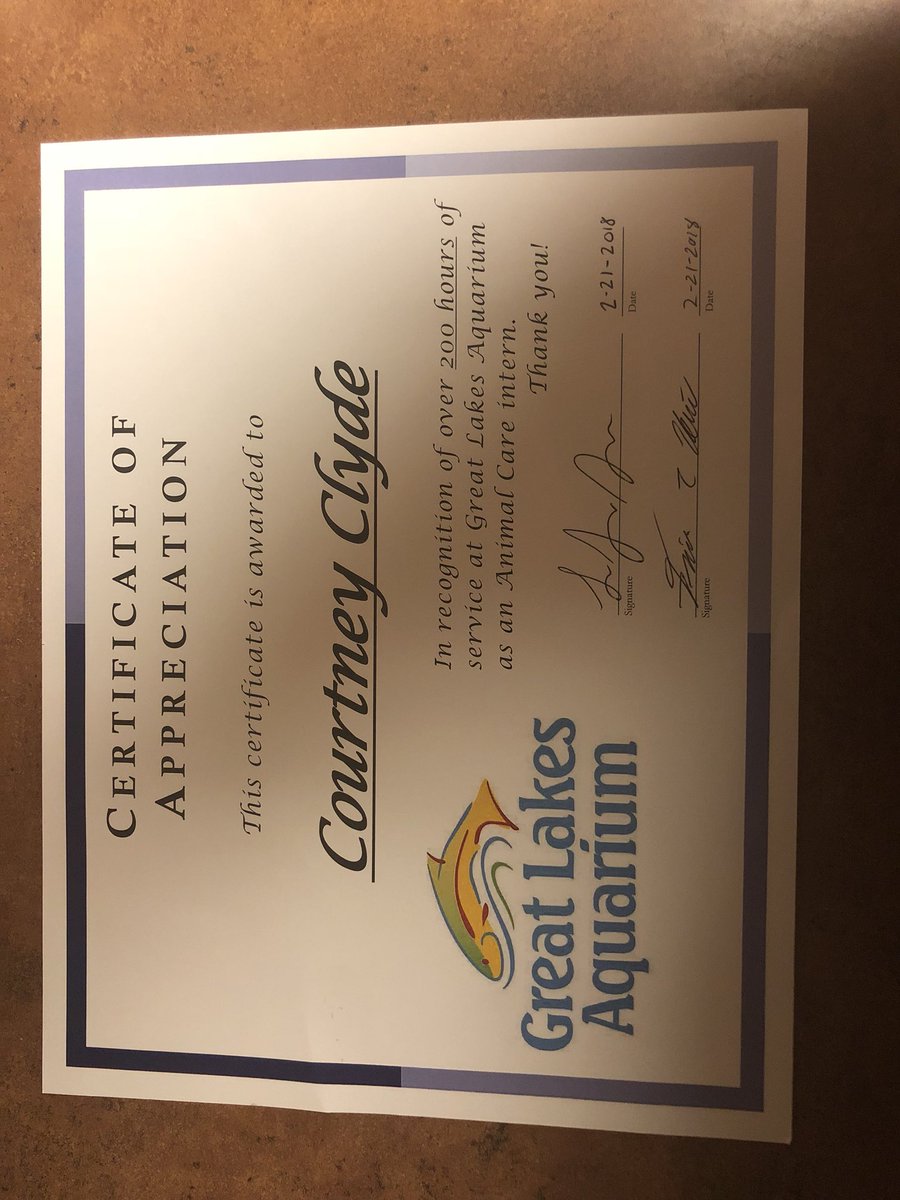 CERTIFICATE OF
APPRECIATION
This certificate is awarded to
Courtney Clyde
In recognition of over 200 hours of
service at Great Lakes Aquarium
as an Animal Care intern.
Thank you!
2-21-2018
Signature Date
2-21-2018
Signature Date
Great Lakes
Aquarium